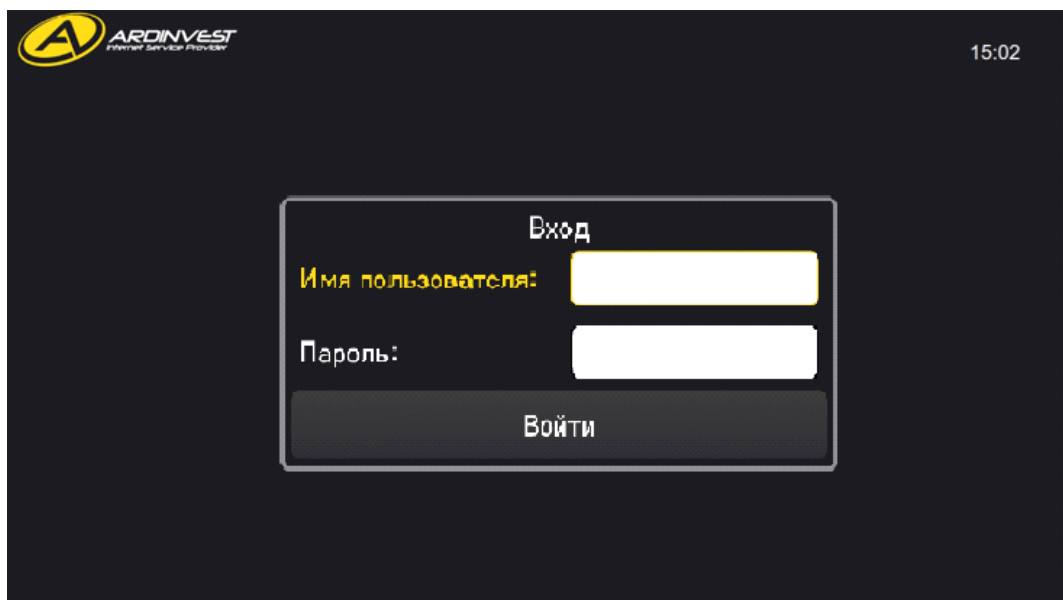 ARDINVEST
Internet Service Provider
15:02
Вход
Имя пользователя:
Пароль:
Войти